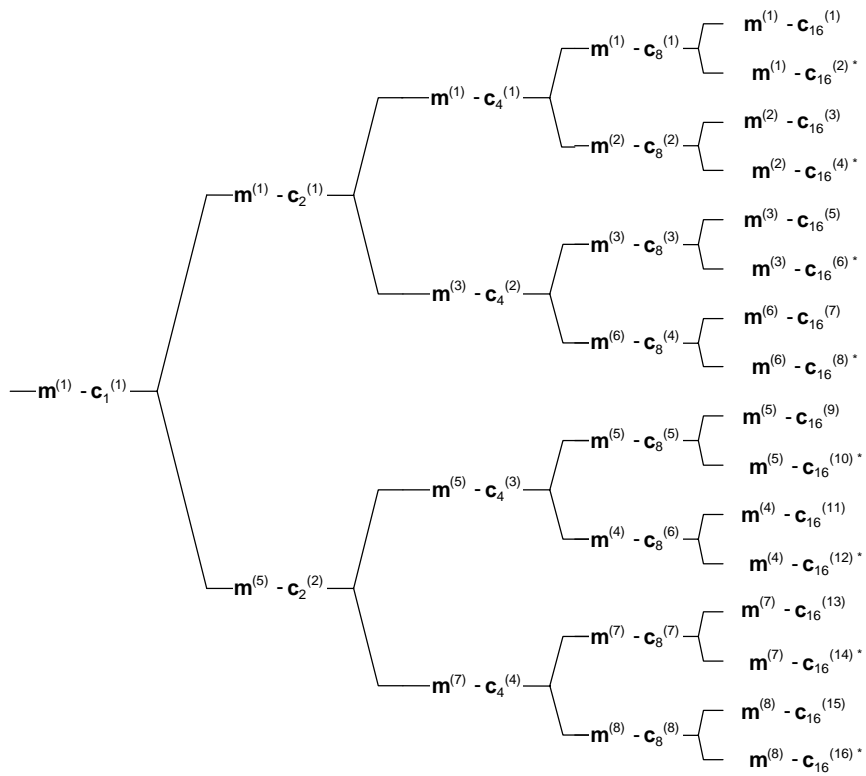 m(1) - c16(1)
m(1) - c8(1)
m(1) - c16(2) *
m(1) - c4(1)
m(2) - c16(3)
m(2) - c8(2)
m(2) - c16(4) *
m(1) - c2(1)
m(3) - c16(5)
m(3) - c8(3)
m(3) - c16(6) *
m(3) - c4(2)
m(6) - c16(7)
m(6) - c8(4)
m(6) - c16(8) *
m(1) - c1(1)
m(5) - c16(9)
m(5) - c8(5)
m(5) - c16(10) *
m(5) - c4(3)
m(4) - c16(11)
m(4) - c8(6)
m(4) - c16(12) *
m(5) - c2(2)
m(7) - c16(13)
m(7) - c8(7)
m(7) - c16(14) *
m(7) - c4(4)
m(8) - c16(15)
m(8) - c8(8)
m(8) - c16(16) *